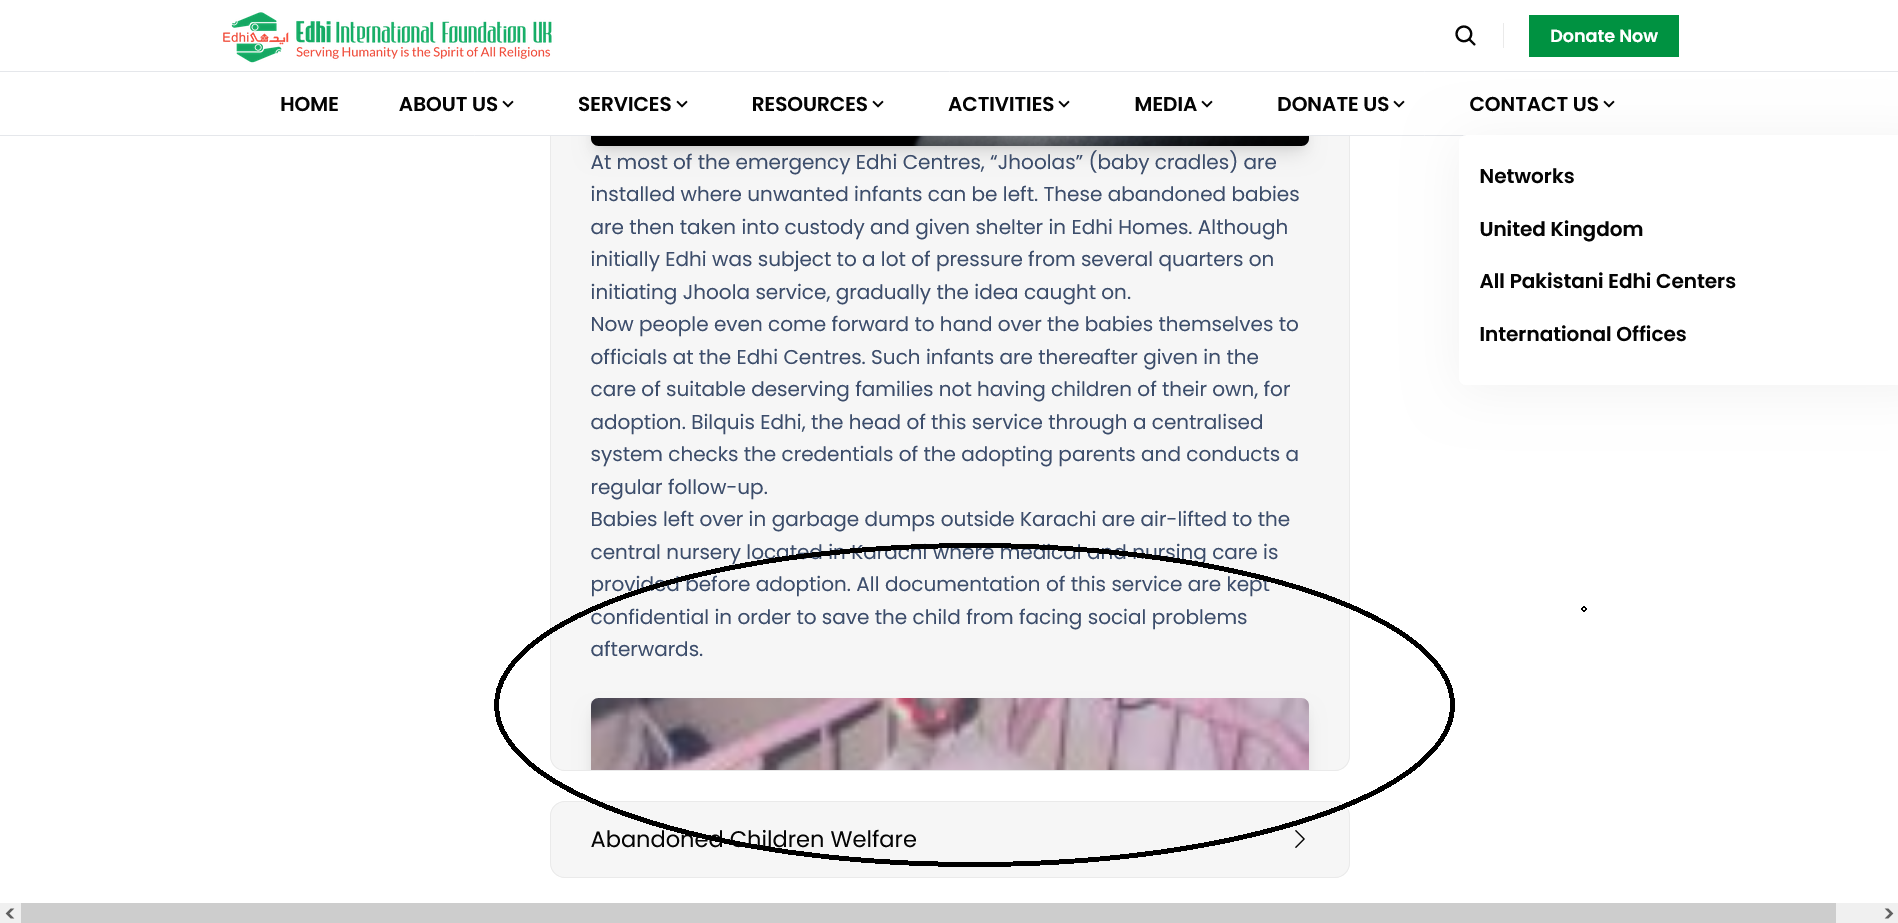 Edhi ایدھی Edhi International Foundation UK
Serving Humanity is the Spirit of All Religions
Donate Now
HOME ABOUT US SERVICES RESOURCES ACTIVITIES MEDIA DONATE US CONTACT US
Networks
United Kingdom
All Pakistani Edhi Centers
International Offices
At most of the emergency Edhi Centres, “Jhoolas” (baby cradles) are
installed where unwanted infants can be left. These abandoned babies
are then taken into custody and given shelter in Edhi Homes. Although
initially Edhi was subject to a lot of pressure from several quarters on
initiating Jhoola service, gradually the idea caught on.
Now people even come forward to hand over the babies themselves to
officials at the Edhi Centres. Such infants are thereafter given in the
care of suitable deserving families not having children of their own, for
adoption. Bilquis Edhi, the head of this service through a centralised
system checks the credentials of the adopting parents and conducts a
regular follow-up.
Babies left over in garbage dumps outside Karachi are air-lifted to the
central nursery located in Karachi where medical and nursing care is
provided before adoption. All documentation of this service are kept
confidential in order to save the child from facing social problems
afterwards.
Abandoned Children Welfare